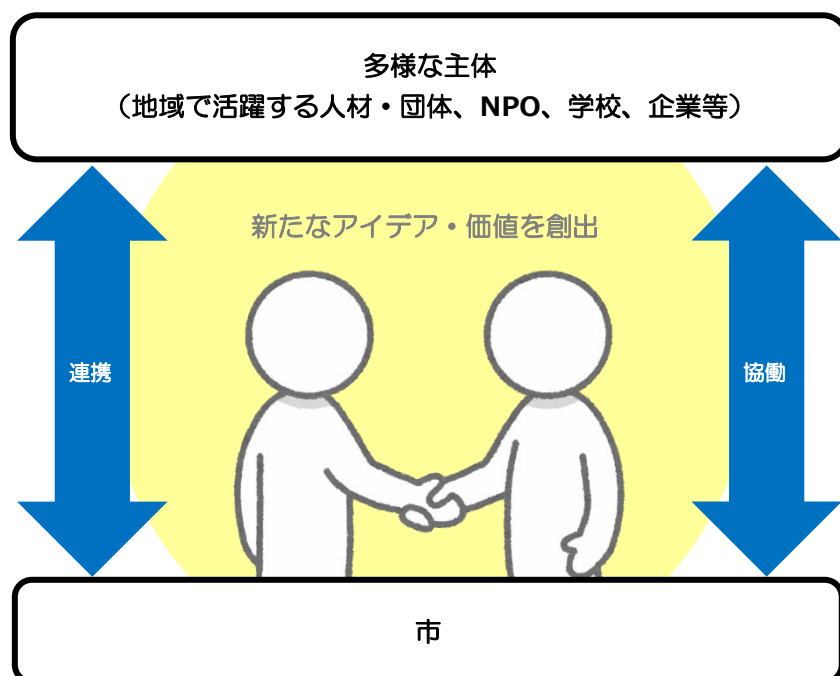 多様な主体
（地域で活躍する人材・団体、NPO、学校、企業等）
新たなアイデア・価値を創出
連携
協働
市